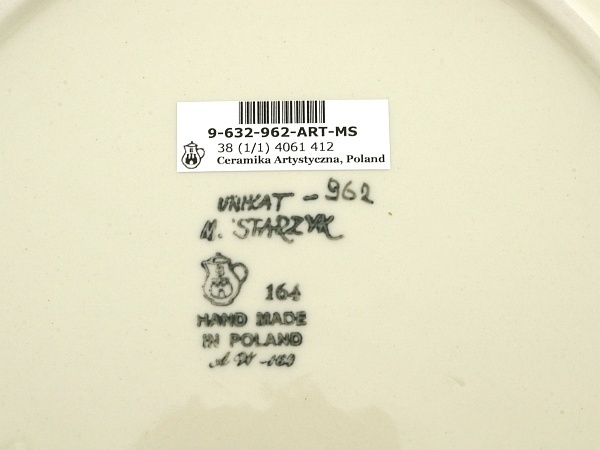 9-632-962-ART-MS
38 (1/1) 4061 412
Ceramika Artystyczna, Poland
UNIKAT - 962
M. STARZYK
164
HAND MADE
IN POLAND